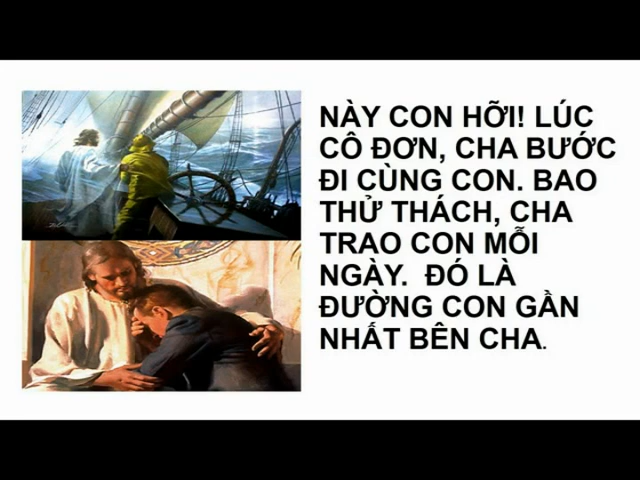 NÀY CON HỠI! LÚC
CÔ ĐƠN, CHA BƯỚC
ĐI CÙNG CON. BAO
THỬ THÁCH, CHA
TRAO CON MỖI
NGÀY. ĐÓ LÀ
ĐƯỜNG CON GẦN
NHẤT BÊN CHA.